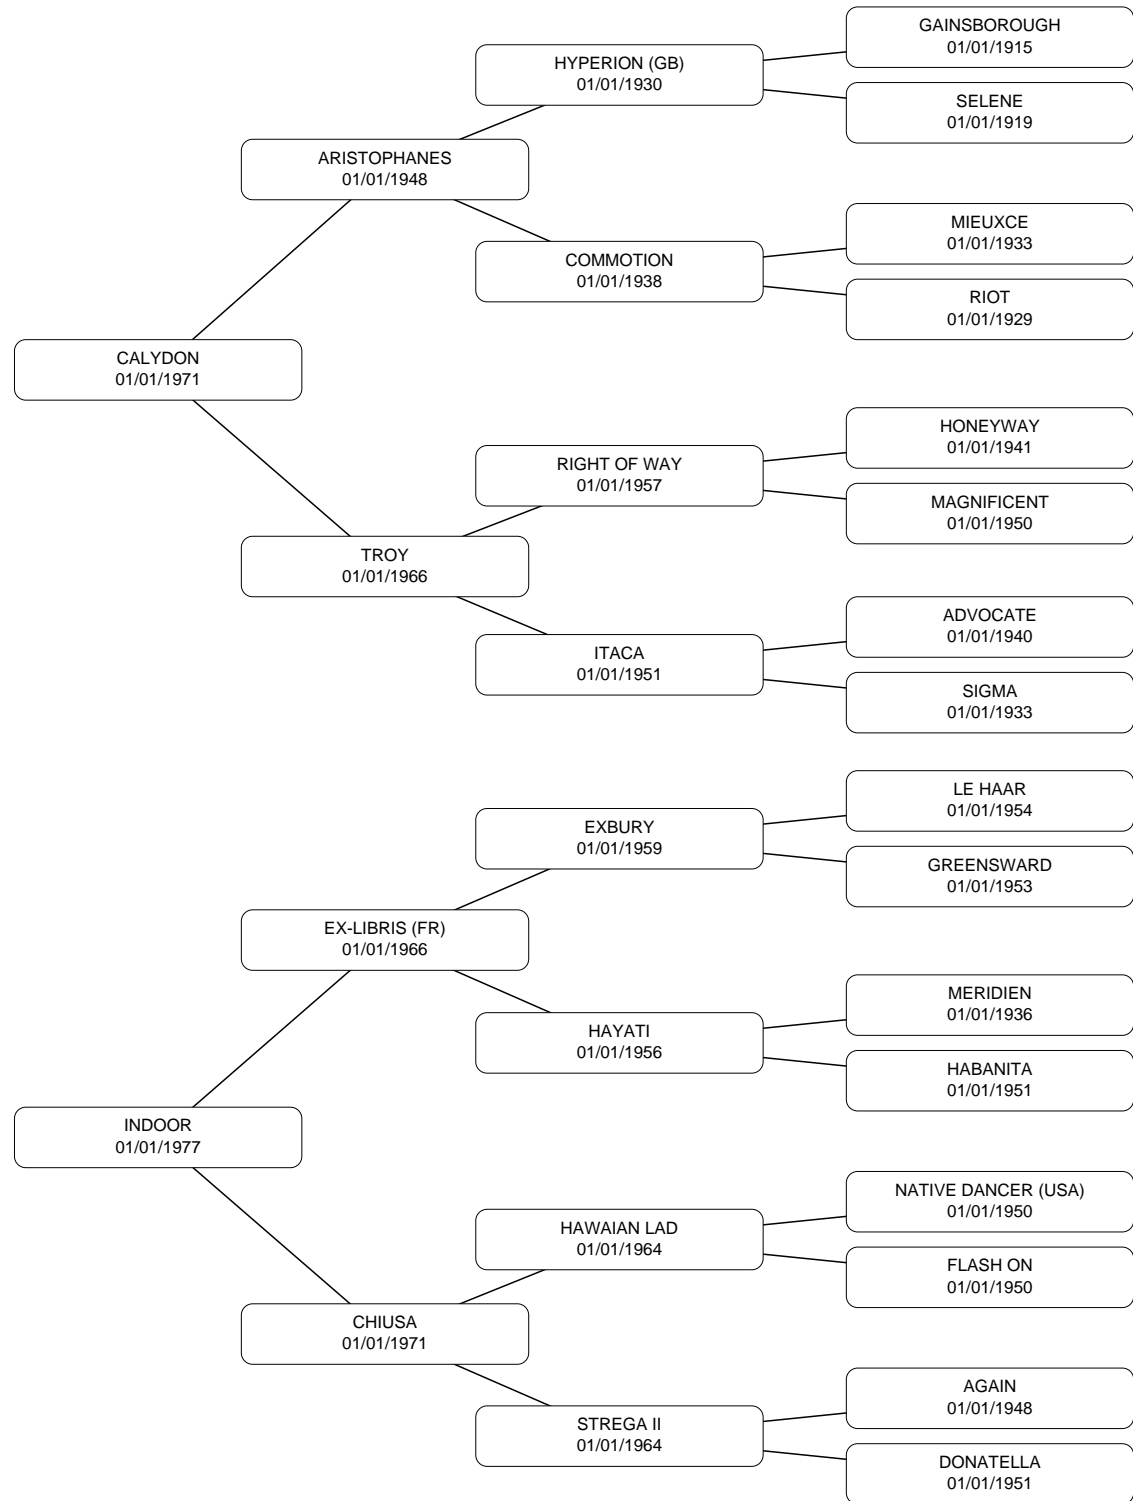 GAINSBOROUGH
01/01/1915
HYPERION (GB)
01/01/1930
SELENE
01/01/1919
ARISTOPHANES
01/01/1948
MIEUXCE
01/01/1933
COMMOTION
01/01/1938
RIOT
01/01/1929
CALYDON
01/01/1971
HONEYWAY
01/01/1941
RIGHT OF WAY
01/01/1957
MAGNIFICENT
01/01/1950
TROY
01/01/1966
ADVOCATE
01/01/1940
ITACA
01/01/1951
SIGMA
01/01/1933
LE HAAR
01/01/1954
EXBURY
01/01/1959
GREENSWARD
01/01/1953
EX-LIBRIS (FR)
01/01/1966
MERIDIEN
01/01/1936
HAYATI
01/01/1956
HABANITA
01/01/1951
INDOOR
01/01/1977
NATIVE DANCER (USA)
01/01/1950
HAWAIAN LAD
01/01/1964
FLASH ON
01/01/1950
CHIUSA
01/01/1971
AGAIN
01/01/1948
STREGA II
01/01/1964
DONATELLA
01/01/1951